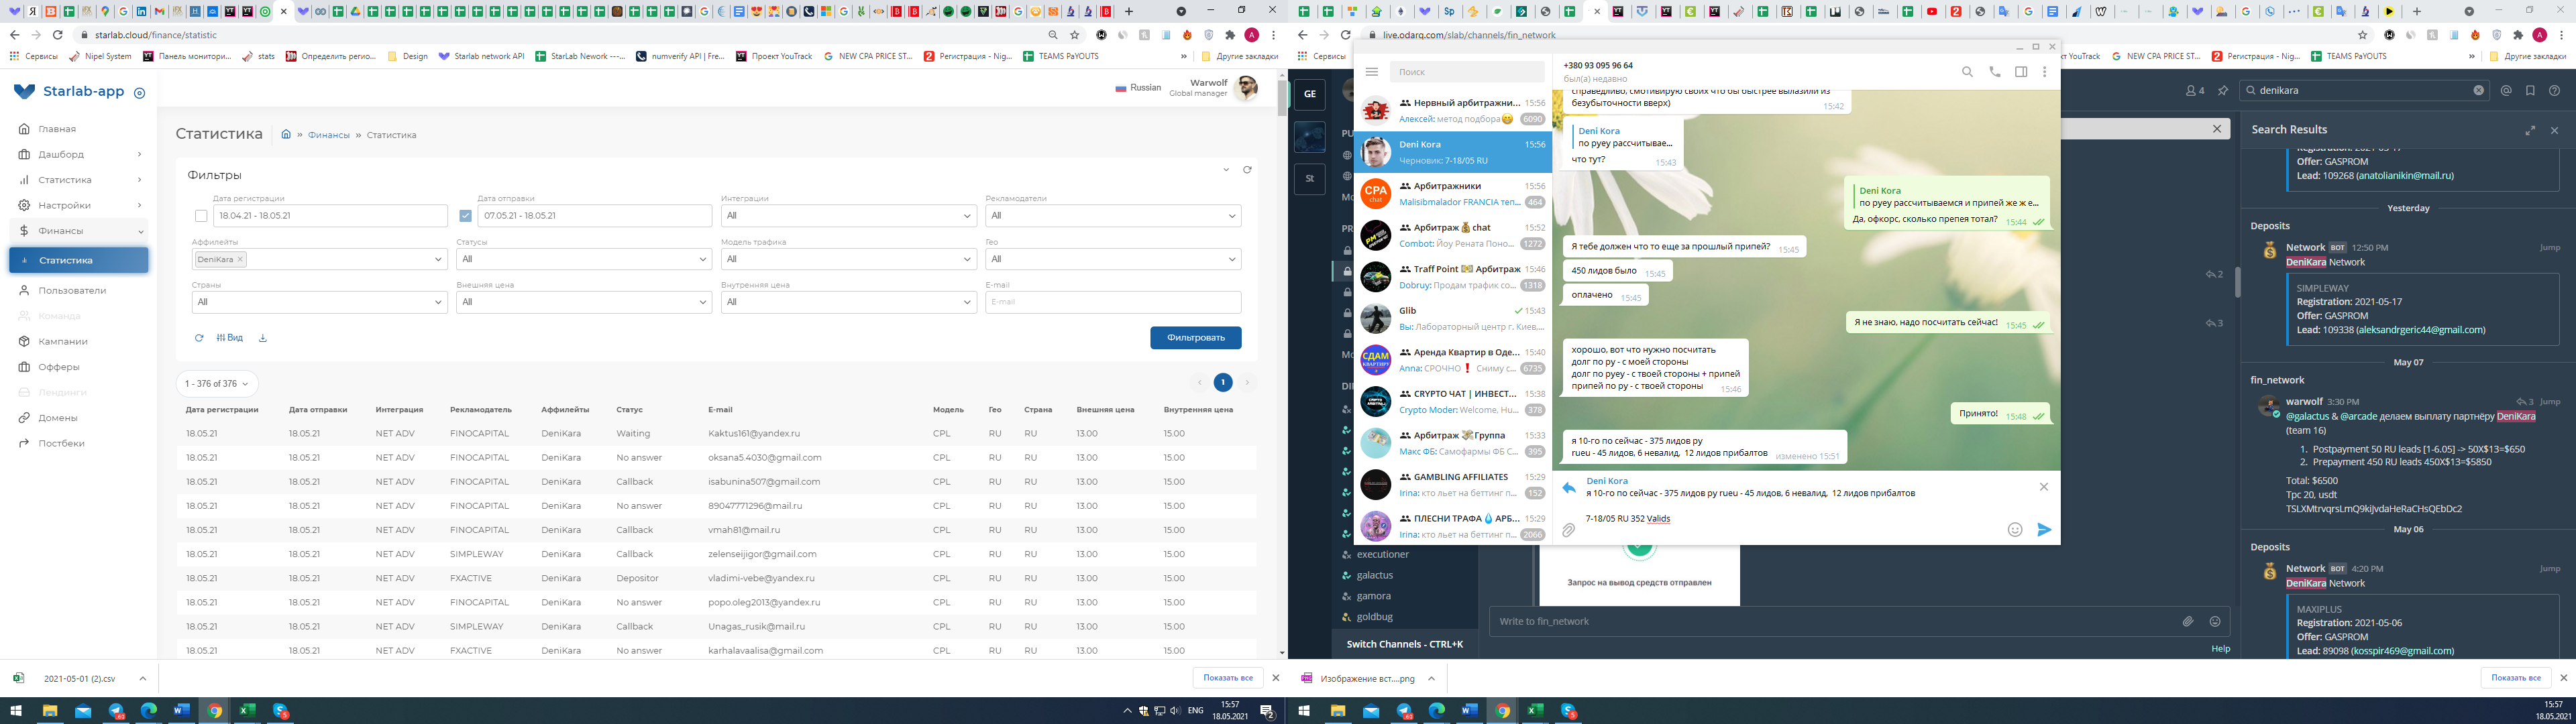 starlab.cloud/finance/statistic
Сервисы
Nipel System
Панель монитори...
stats
Определить регио...
Design
Starlab network API
StarLab Nework ---...
numverify API | Fre...
Проект YouTrack
NEW CPA PRICE ST...
Регистрация - Nig...
TEAMS PaYOUTS
Другие закладки
Starlab-app
Russian
Warwolf
Global manager
Главная
Дашборд
Статистика
Настройки
Финансы
Статистика
Пользователи
Команда
Кампании
Офферы
Лендинги
Домены
Постбеки
Статистика
» Финансы » Статистика
Фильтры
Дата регистрации
Дата отправки
Интеграции
Рекламодатели
18.04.21 - 18.05.21
07.05.21 - 18.05.21
All
All
Аффилейты
Статусы
Модель трафика
Гео
DeniKara ×
All
All
All
Страны
Внешняя цена
Внутренняя цена
E-mail
All
All
All
E-mail
Вид
Фильтровать
1 - 376 of 376
1
Дата регистрации Дата отправки Интеграция Рекламодатель Аффилейты Статус E-mail Модель Гео Страна Внешняя цена Внутренняя цена
18.05.21 18.05.21 NET ADV FINOCAPITAL DeniKara Waiting Kaktus161@yandex.ru CPL RU RU 13.00 15.00
18.05.21 18.05.21 NET ADV FINOCAPITAL DeniKara No answer oksana5.4030@gmail.com CPL RU RU 13.00 15.00
18.05.21 18.05.21 NET ADV FINOCAPITAL DeniKara Callback isabunina507@gmail.com CPL RU RU 13.00 15.00
18.05.21 18.05.21 NET ADV FINOCAPITAL DeniKara No answer 89047771296@mail.ru CPL RU RU 13.00 15.00
18.05.21 18.05.21 NET ADV FINOCAPITAL DeniKara Callback vmah81@mail.ru CPL RU RU 13.00 15.00
18.05.21 18.05.21 NET ADV SIMPLEWAY DeniKara Callback zelenseijigor@gmail.com CPL RU RU 13.00 15.00
18.05.21 18.05.21 NET ADV FXACTIVE DeniKara Depositor vladimi-vebe@yandex.ru CPL RU RU 13.00 15.00
18.05.21 18.05.21 NET ADV FINOCAPITAL DeniKara No answer popo.oleg2013@yandex.ru CPL RU RU 13.00 15.00
18.05.21 18.05.21 NET ADV SIMPLEWAY DeniKara Callback Unagas_rusik@mail.ru CPL RU RU 13.00 15.00
18.05.21 18.05.21 NET ADV FXACTIVE DeniKara No answer karhalavaalisa@gmail.com CPL RU RU 13.00 15.00
2021-05-01 (2).csv
Показать все
ENG
15:57
18.05.2021
live.odarq.com/slab/channels/fin_network
Сервисы
YouTrack
NEW CPA PRICE ST...
Регистрация - Nig...
TEAMS PaYOUTS
Другие закладки
GE
St
Поиск
Нервный арбитражни... 15:56
Алексей: метод подбора😁 6090
Deni Kora 15:56
Черновик: 7-18/05 RU
Арбитражники 15:56
Malisibmalador FRANCIA теп... 464
Арбитраж💰chat 15:52
Combot: Йоу Рената Поно... 1272
Traff Point 💵 Арбитраж 15:46
Dobruy: Продам трафик со... 1318
Glib 15:43
Вы: Лабораторный центр г. Киев,...
Аренда Квартир в Оде... 15:40
Anna: СРОЧНО❗ Сниму с... 6735
CRYPTO ЧАТ | ИНВЕСТ... 15:38
Crypto Moder: Welcome, Hu... 378
Арбитраж 💸Группа 15:33
Макс ФБ: Самофармы ФБ С... 395
GAMBLING AFFILIATES 15:29
Irina: кто льет на беттинг п... 152
ПЛЕСНИ ТРАФА💧АРБ... 15:29
Irina: кто льет на беттинг п... 2066
+380 93 095 96 64
был(а) недавно
справедливо, смотивирую своих что бы быстрее вылазили из
безубыточности вверх) 15:42
Deni Kora
по руеу рассчитывае...
что тут? 15:43
Deni Kora
по руеу рассчитываемся и припей же ж е...
Да, офкорс, сколько препея тотал? 15:44
Я тебе должен что то еще за прошлый припей? 15:45
450 лидов было 15:45
оплачено 15:45
Я не знаю, надо посчитать сейчас! 15:45
хорошо, вот что нужно посчитать
долг по ру - с моей стороны
долг по руеу - с твоей стороны + припей
припей по ру - с твоей стороны 15:46
Принято! 15:48
я 10-го по сейчас - 375 лидов ру
rueu - 45 лидов, 6 невалид, 12 лидов прибалтов изменено 15:51
Deni Kora
я 10-го по сейчас - 375 лидов ру rueu - 45 лидов, 6 невалид, 12 лидов прибалтов
7-18/05 RU 352 Valids
executioner
galactus
gamora
goldbug
Switch Channels - CTRL+K
Запрос на вывод средств отправлен
Write to fin_network
Help
4
denikara
2
3
Search Results
Offer: GASPROM
Lead: 109268 (anatolianikin@mail.ru)
Yesterday
Deposits
Network BOT 12:50 PM Jump
DeniKara Network
SIMPLEWAY
Registration: 2021-05-17
Offer: GASPROM
Lead: 109338 (aleksandrgeric44@gmail.com)
May 07
fin_network
warwolf 3:30 PM 3 Jump
@galactus & @arcade делаем выплату партнёру DeniKara
(team 16)
1. Postpayment 50 RU leads [1-6.05] -> 50X$13=$650
2. Prepayment 450 RU leads 450X$13=$5850
Total: $6500
Tpc 20, usdt
TSLXMtrvqrsLmQ9kiJvdaHeRaCHsQEbDc2
May 06
Deposits
Network BOT 4:20 PM Jump
DeniKara Network
MAXIPLUS
Registration: 2021-05-06
Offer: GASPROM
Lead: 89098 (kosspir469@gmail.com)
Изображение вст....png
Показать все
15:57
18.05.2021